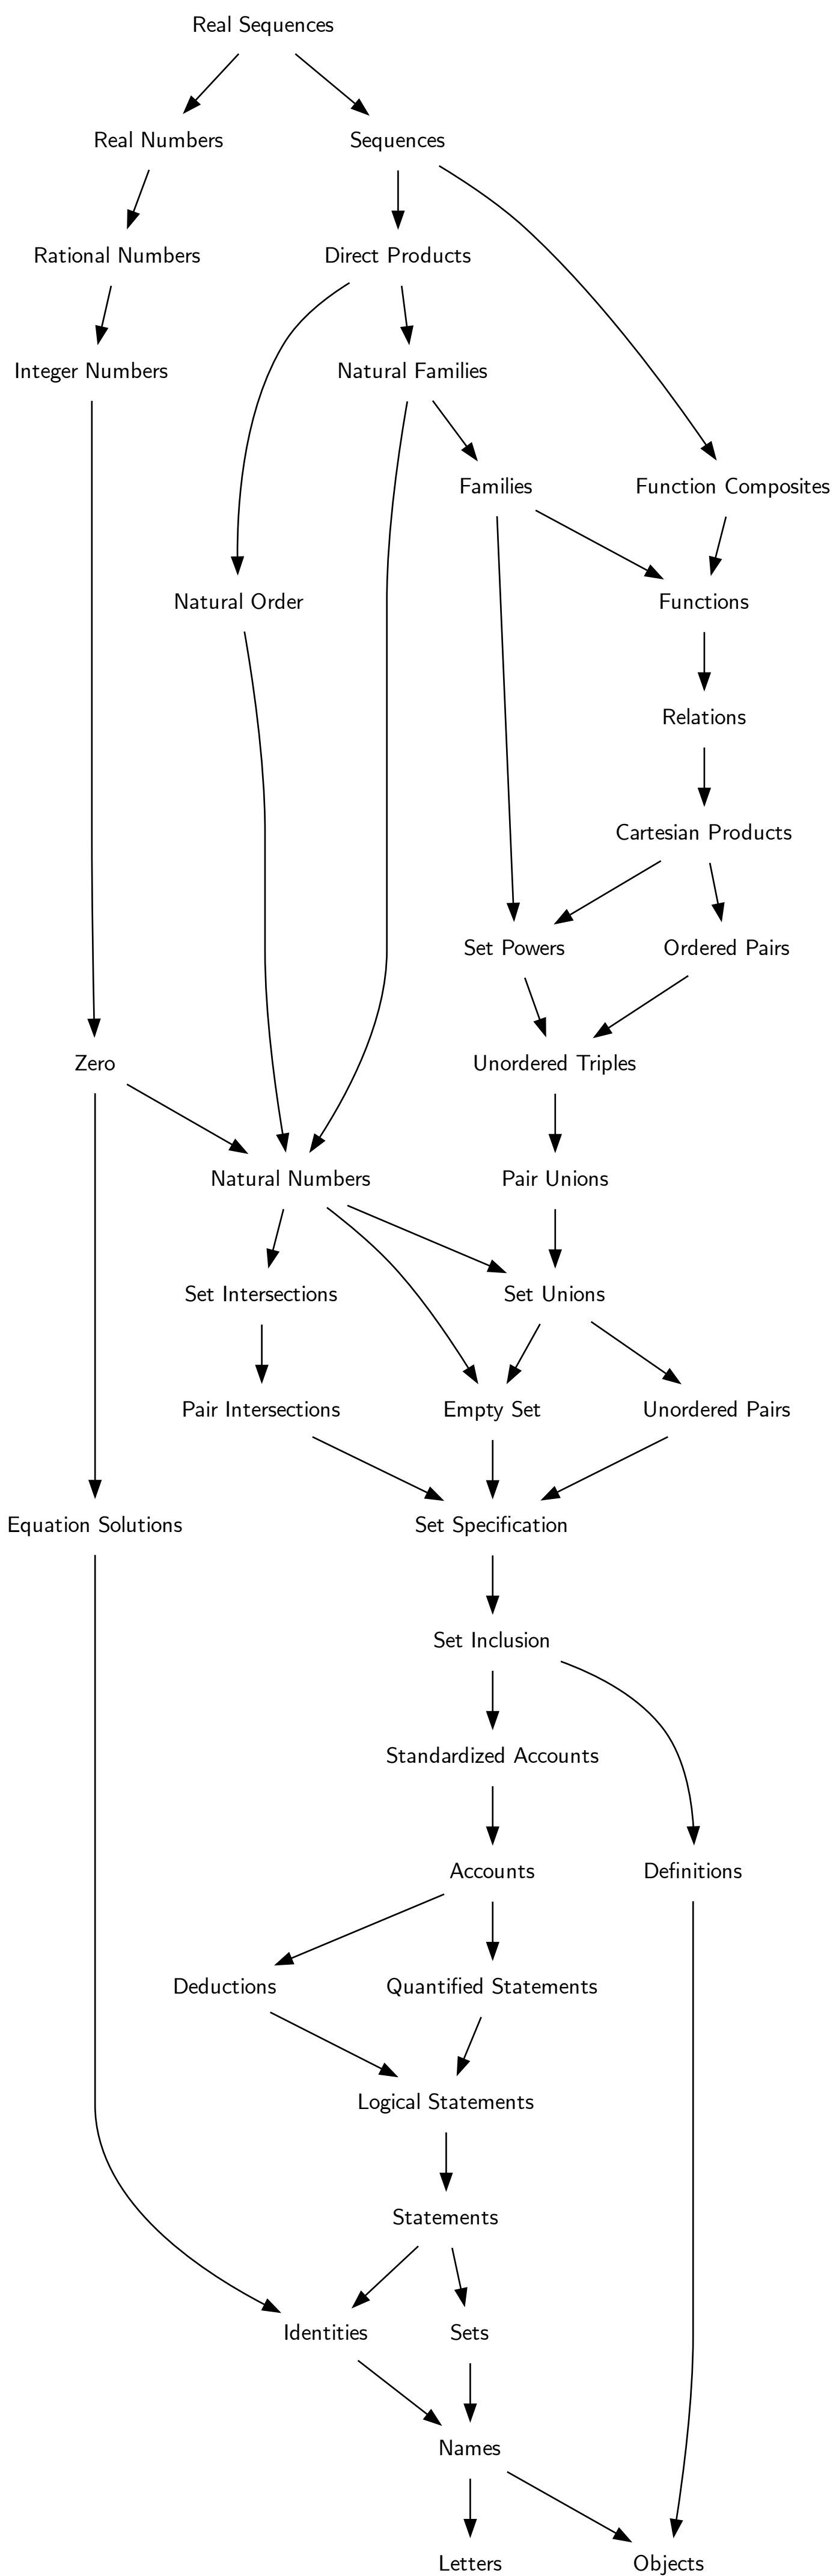 Real Sequences
Real Numbers
Sequences
Rational Numbers
Direct Products
Integer Numbers
Natural Families
Families
Function Composites
Natural Order
Functions
Relations
Cartesian Products
Set Powers
Ordered Pairs
Zero
Unordered Triples
Natural Numbers
Pair Unions
Set Intersections
Set Unions
Pair Intersections
Empty Set
Unordered Pairs
Equation Solutions
Set Specification
Set Inclusion
Standardized Accounts
Accounts
Definitions
Deductions
Quantified Statements
Logical Statements
Statements
Identities
Sets
Names
Letters
Objects